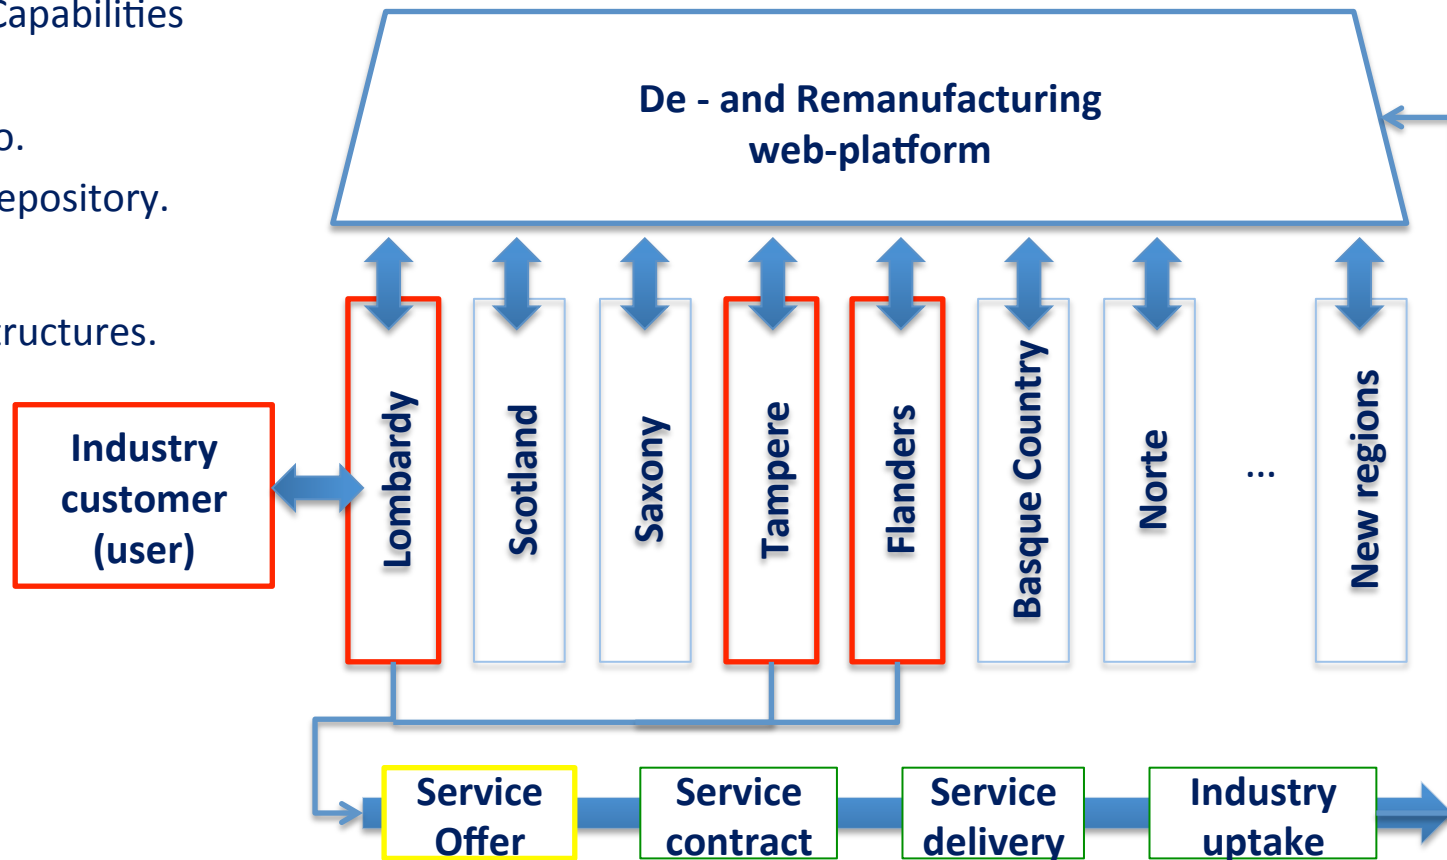 Capabilities
o.
epository.
tructures.
De - and Remanufacturing
web-platform
Industry
customer
(user)
Lombardy
Scotland
Saxony
Tampere
Flanders
Basque Country
Norte
...
New regions
Service
Offer
Service
contract
Service
delivery
Industry
uptake